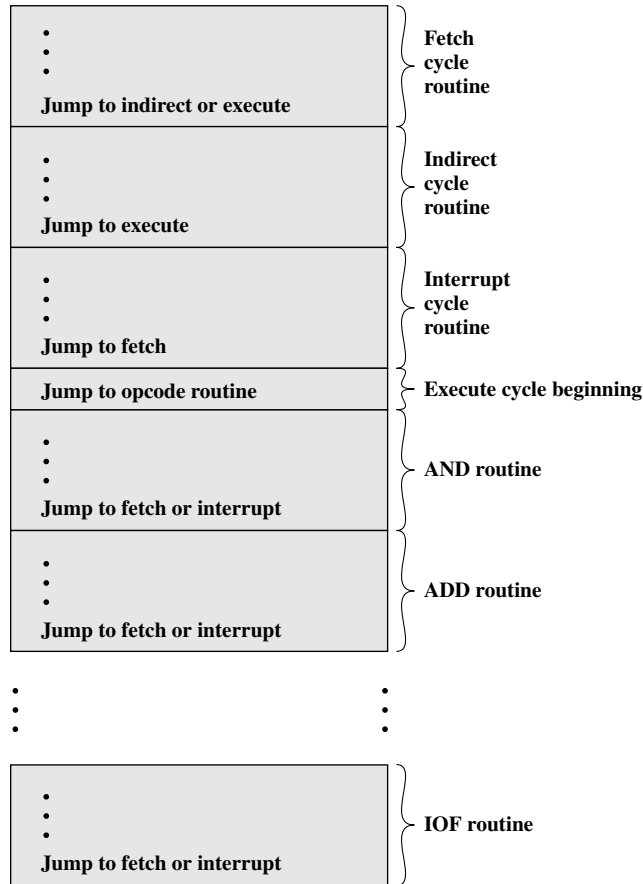 Fetch
cycle
routine
Jump to indirect or execute
Indirect
cycle
routine
Jump to execute
Interrupt
cycle
routine
Jump to fetch
Jump to opcode routine
Execute cycle beginning
AND routine
Jump to fetch or interrupt
ADD routine
Jump to fetch or interrupt
IOF routine
Jump to fetch or interrupt